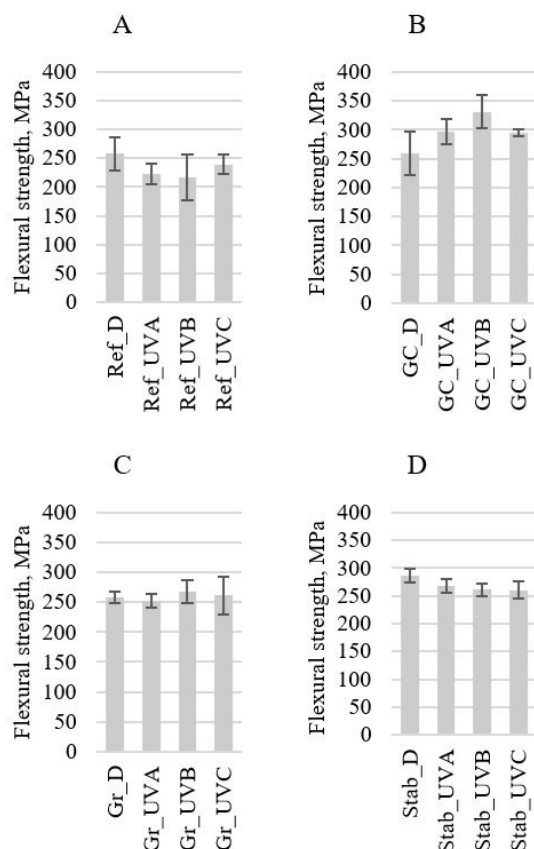 A
Flexural strength, MPa
400
350
300
250
200
150
100
50
0
Ref_D
Ref_UVA
Ref_UVB
Ref_UVC
B
Flexural strength, MPa
400
350
300
250
200
150
100
50
0
GC_D
GC_UVA
GC_UVB
GC_UVC
C
Flexural strength, MPa
400
350
300
250
200
150
100
50
0
Gr_D
Gr_UVA
Gr_UVB
Gr_UVC
D
Flexural strength, MPa
400
350
300
250
200
150
100
50
0
Stab_D
Stab_UVA
Stab_UVB
Stab_UVC